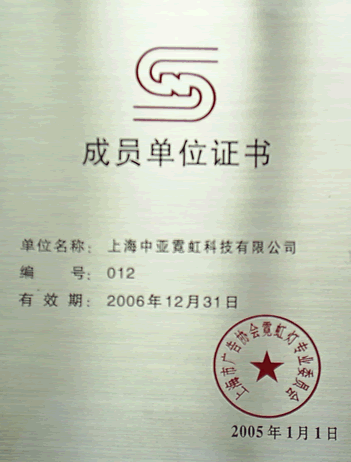 成员单位证书
单位名称：上海中亚霓虹科技有限公司
编 号：012
有 效 期：2006年12月31日
上海市广告协会霓虹灯专业委员会
2005年1月1日